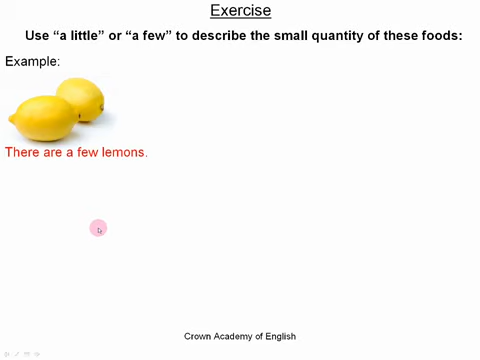 Exercise
Use “a little” or “a few” to describe the small quantity of these foods:
Example:
There are a few lemons.
Crown Academy of English